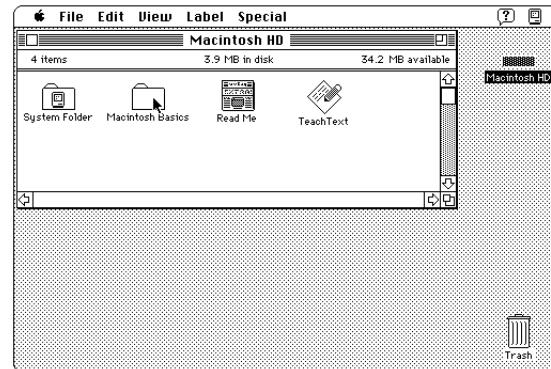 File Edit View Label Special
Macintosh HD
4 items 3.9 MB in disk 34.2 MB available
Macintosh HD
System Folder Macintosh Basics Read Me TeachText
Trash